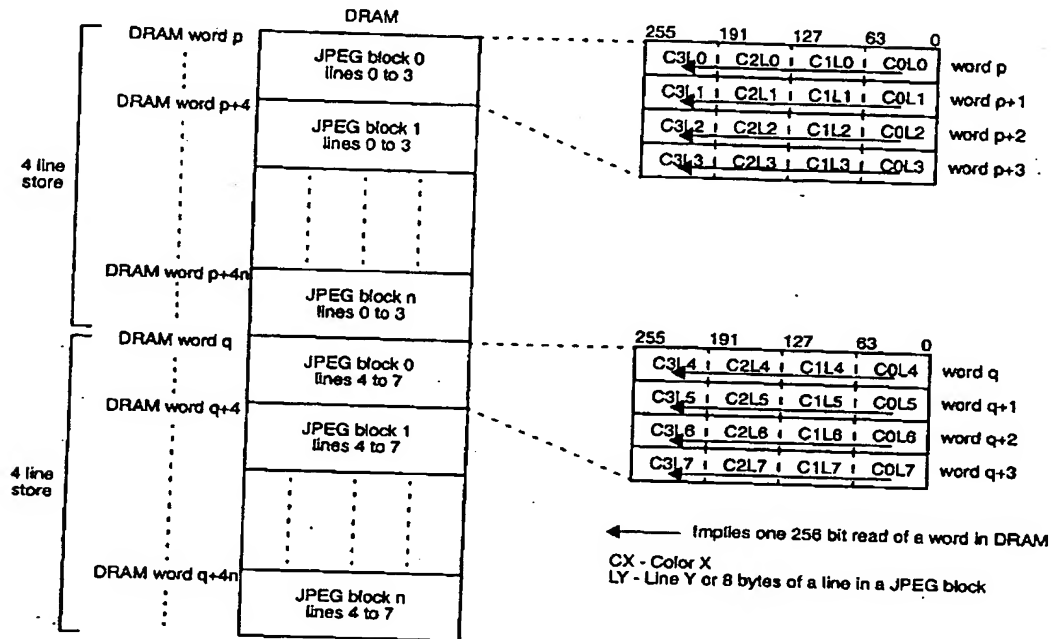 DRAM
DRAM word p
JPEG block 0
lines 0 to 3
DRAM word p+4
JPEG block 1
lines 0 to 3
4 line
store
DRAM word p+4n
JPEG block n
lines 0 to 3
DRAM word q
JPEG block 0
lines 4 to 7
DRAM word q+4
JPEG block 1
lines 4 to 7
4 line
store
DRAM word q+4n
JPEG block n
lines 4 to 7
255 191 127 63 0
C3L0 C2L0 C1L0 C0L0 word p
C3L1 C2L1 C1L1 C0L1 word p+1
C3L2 C2L2 C1L2 C0L2 word p+2
C3L3 C2L3 C1L3 C0L3 word p+3
255 191 127 63 0
C3L4 C2L4 C1L4 C0L4 word q
C3L5 C2L5 C1L5 C0L5 word q+1
C3L6 C2L6 C1L6 C0L6 word q+2
C3L7 C2L7 C1L7 C0L7 word q+3
Implies one 256 bit read of a word in DRAM
CX - Color X
LY - Line Y or 8 bytes of a line in a JPEG block